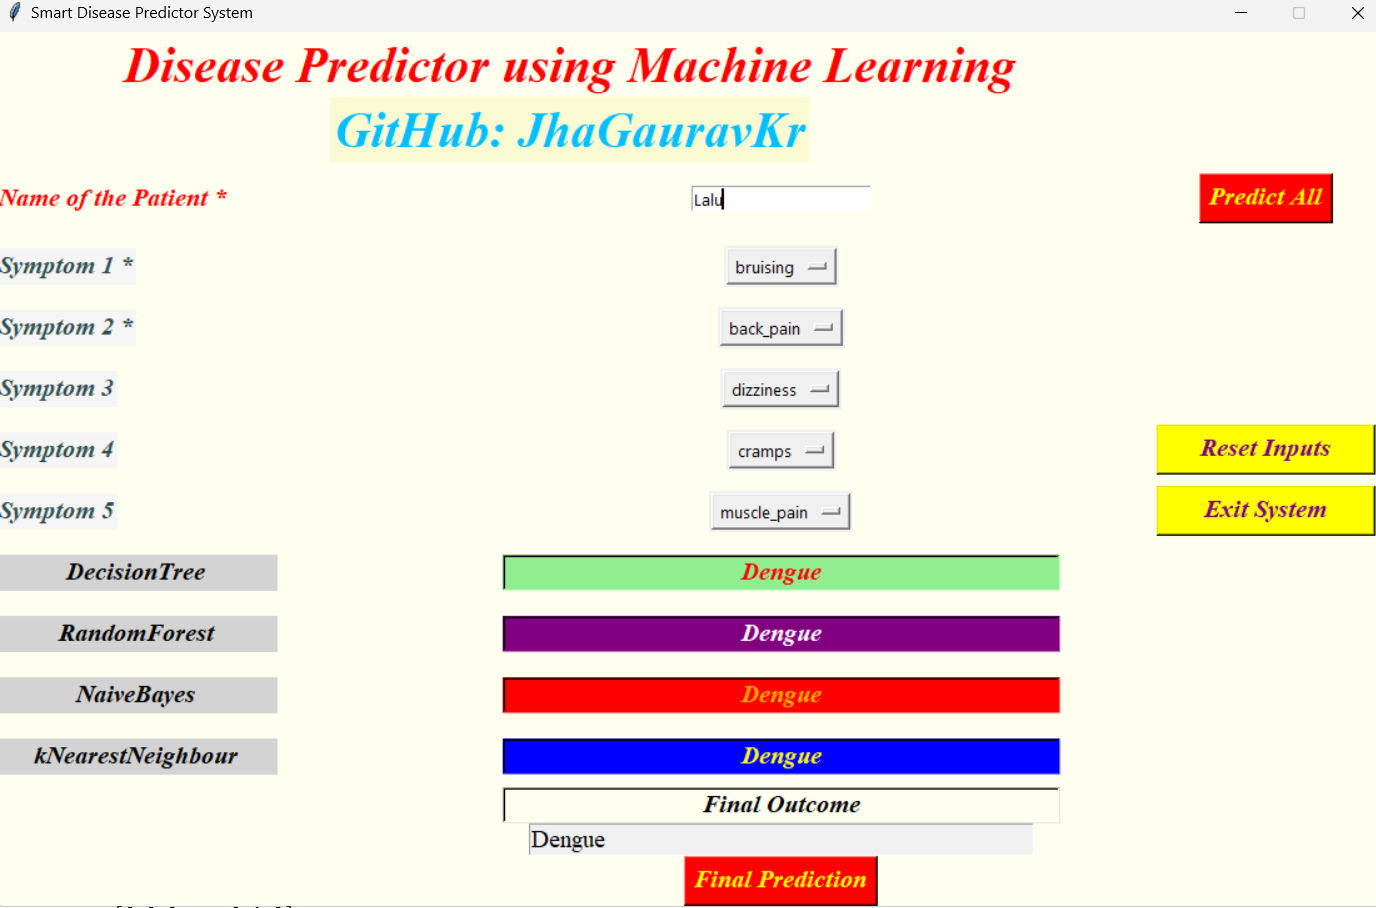 Smart Disease Predictor System
Disease Predictor using Machine Learning
GitHub: JhaGauravKr
Name of the Patient * Lalu Predict All
Symptom 1 * bruising
Symptom 2 * back_pain
Symptom 3 dizziness
Symptom 4 cramps Reset Inputs
Symptom 5 muscle_pain Exit System
DecisionTree Dengue
RandomForest Dengue
NaiveBayes Dengue
kNearestNeighbour Dengue
Final Outcome
Dengue
Final Prediction